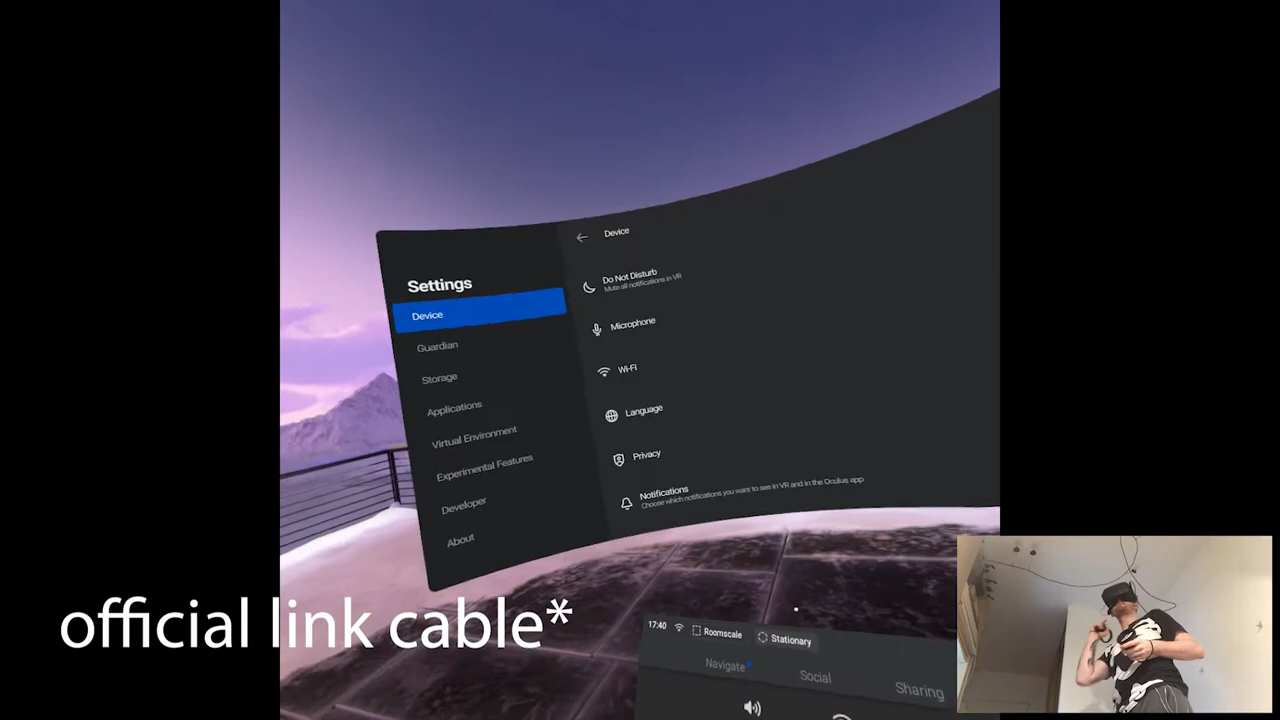 Device
Settings
Device
Guardian
Storage
Applications
Virtual Environment
Experimental Features
Developer
About
Do Not Disturb
Mute all notifications in VR
Microphone
Wi-Fi
Language
Privacy
Notifications
Choose which notifications you want to see in VR and in the Oculus app
official link cable*
17:40 Roomscale Stationary
Navigate Social Sharing